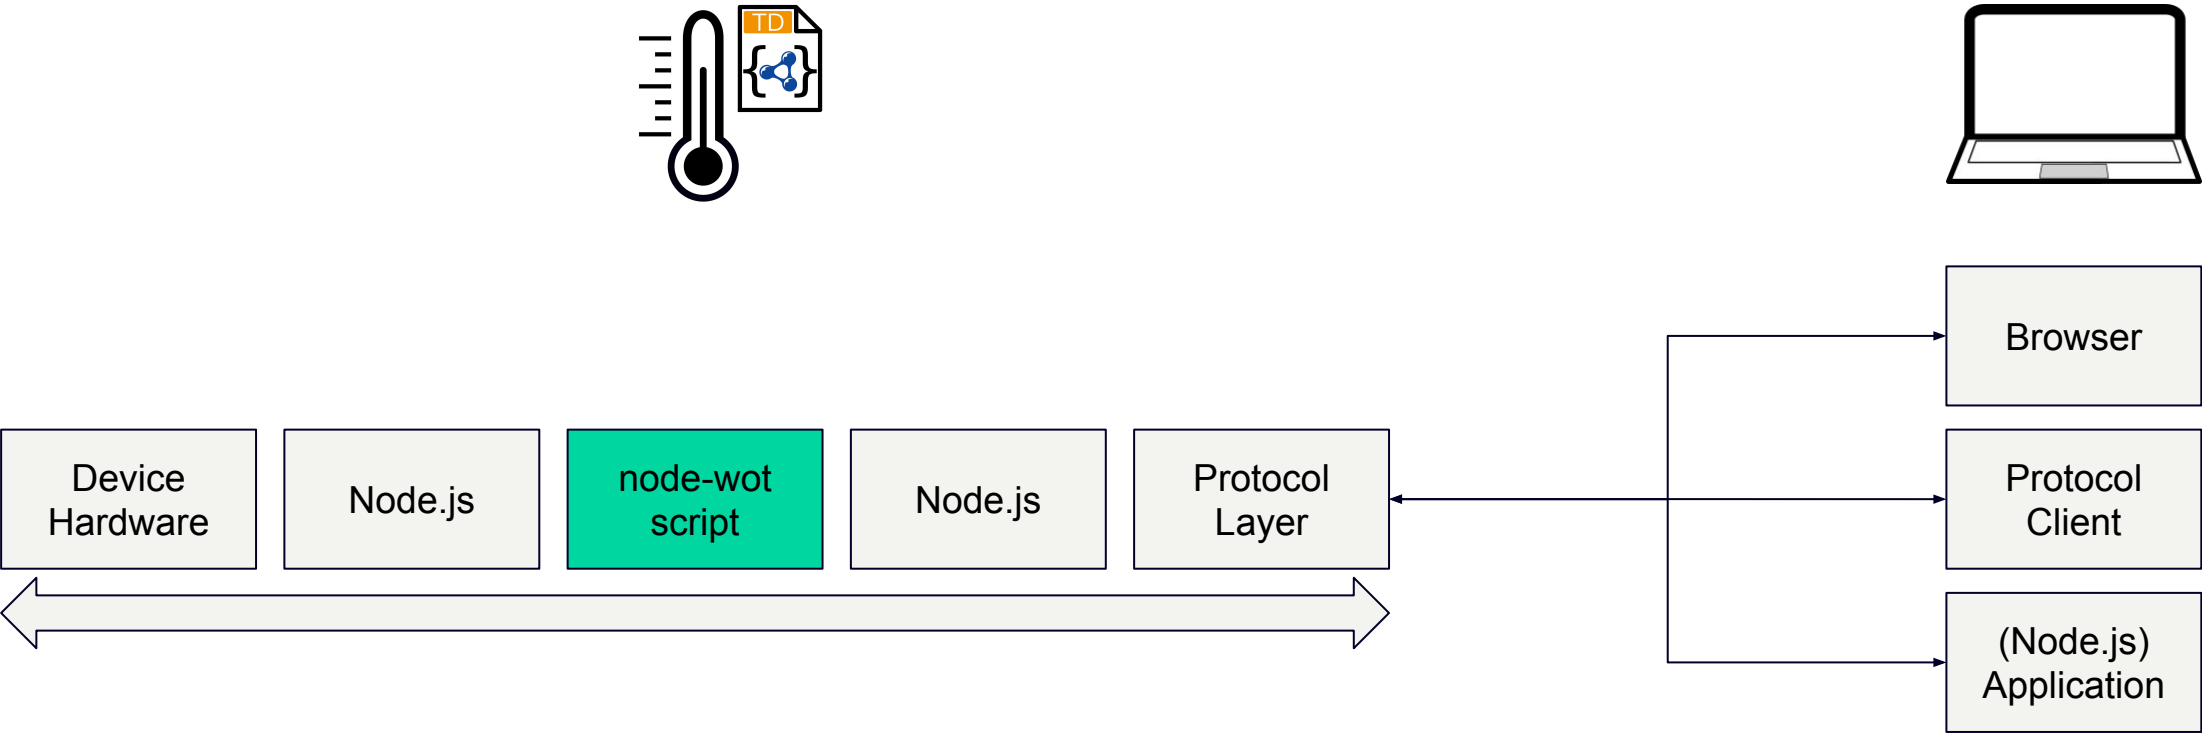 TD
Browser
Device
Hardware
Node.js
node-wot
script
Node.js
Protocol
Layer
Protocol
Client
(Node.js)
Application